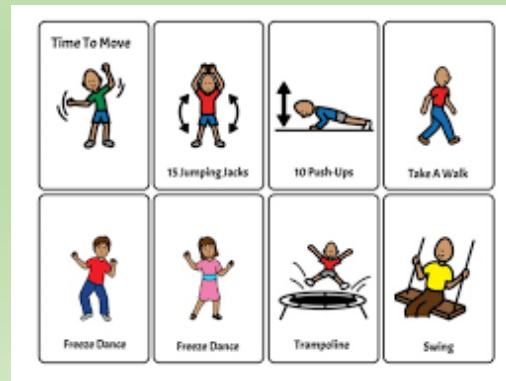 Time To Move
15 Jumping Jacks
10 Push-Ups
Take A Walk
Freeze Dance
Freeze Dance
Trampoline
Swing